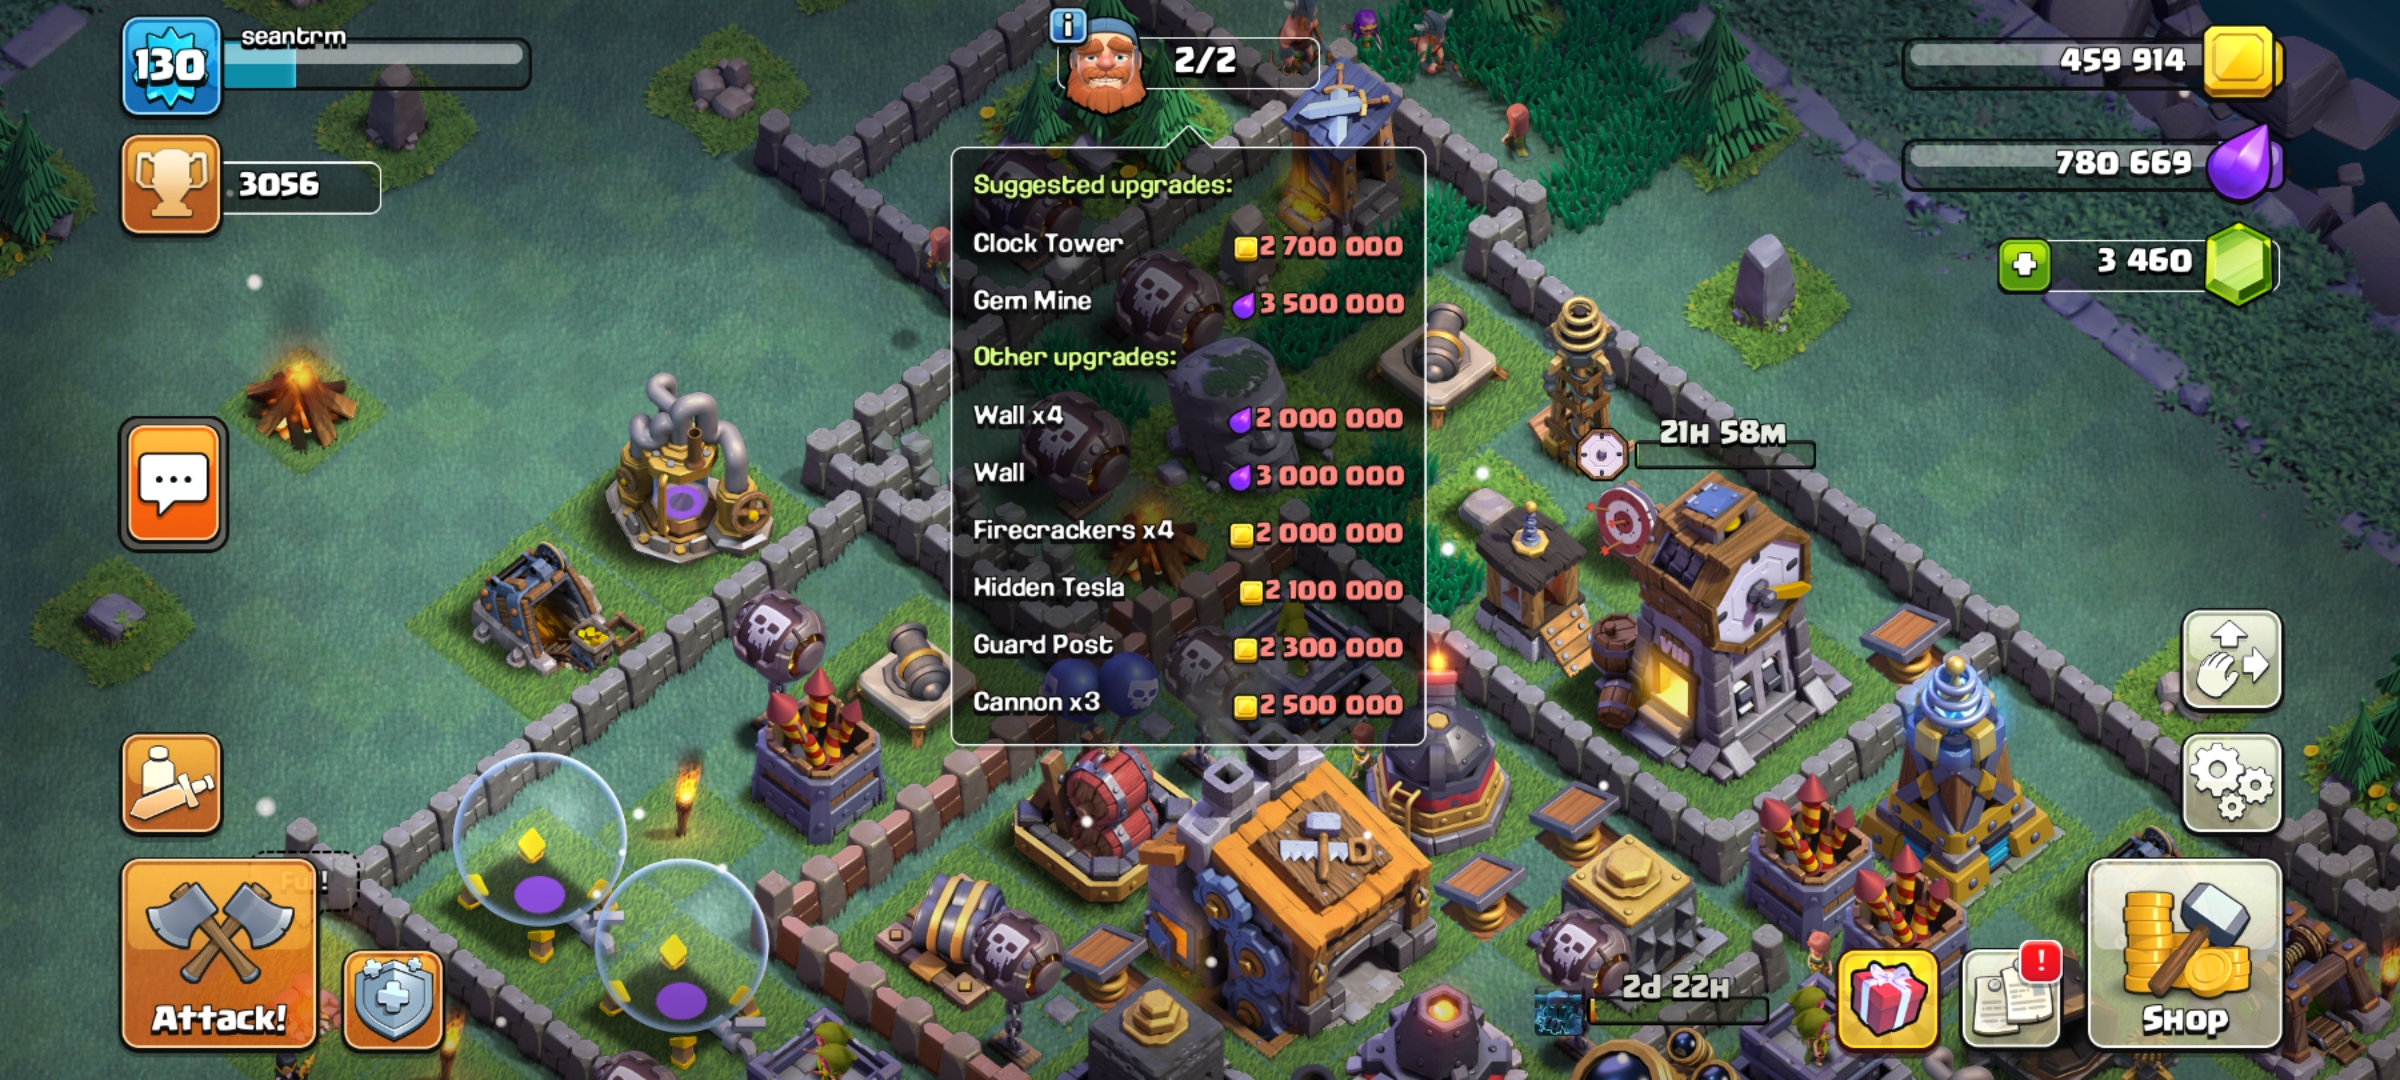 130
seantrm
3056
i
2/2
459 914
780 669
3 460
Suggested upgrades:
Clock Tower 2 700 000
Gem Mine 3 500 000
Other upgrades:
Wall x4 2 000 000
Wall 3 000 000
Firecrackers x4 2 000 000
Hidden Tesla 2 100 000
Guard Post 2 300 000
Cannon x3 2 500 000
21H 58M
VIII
Full!
2d 22H
Attack!
!
Shop